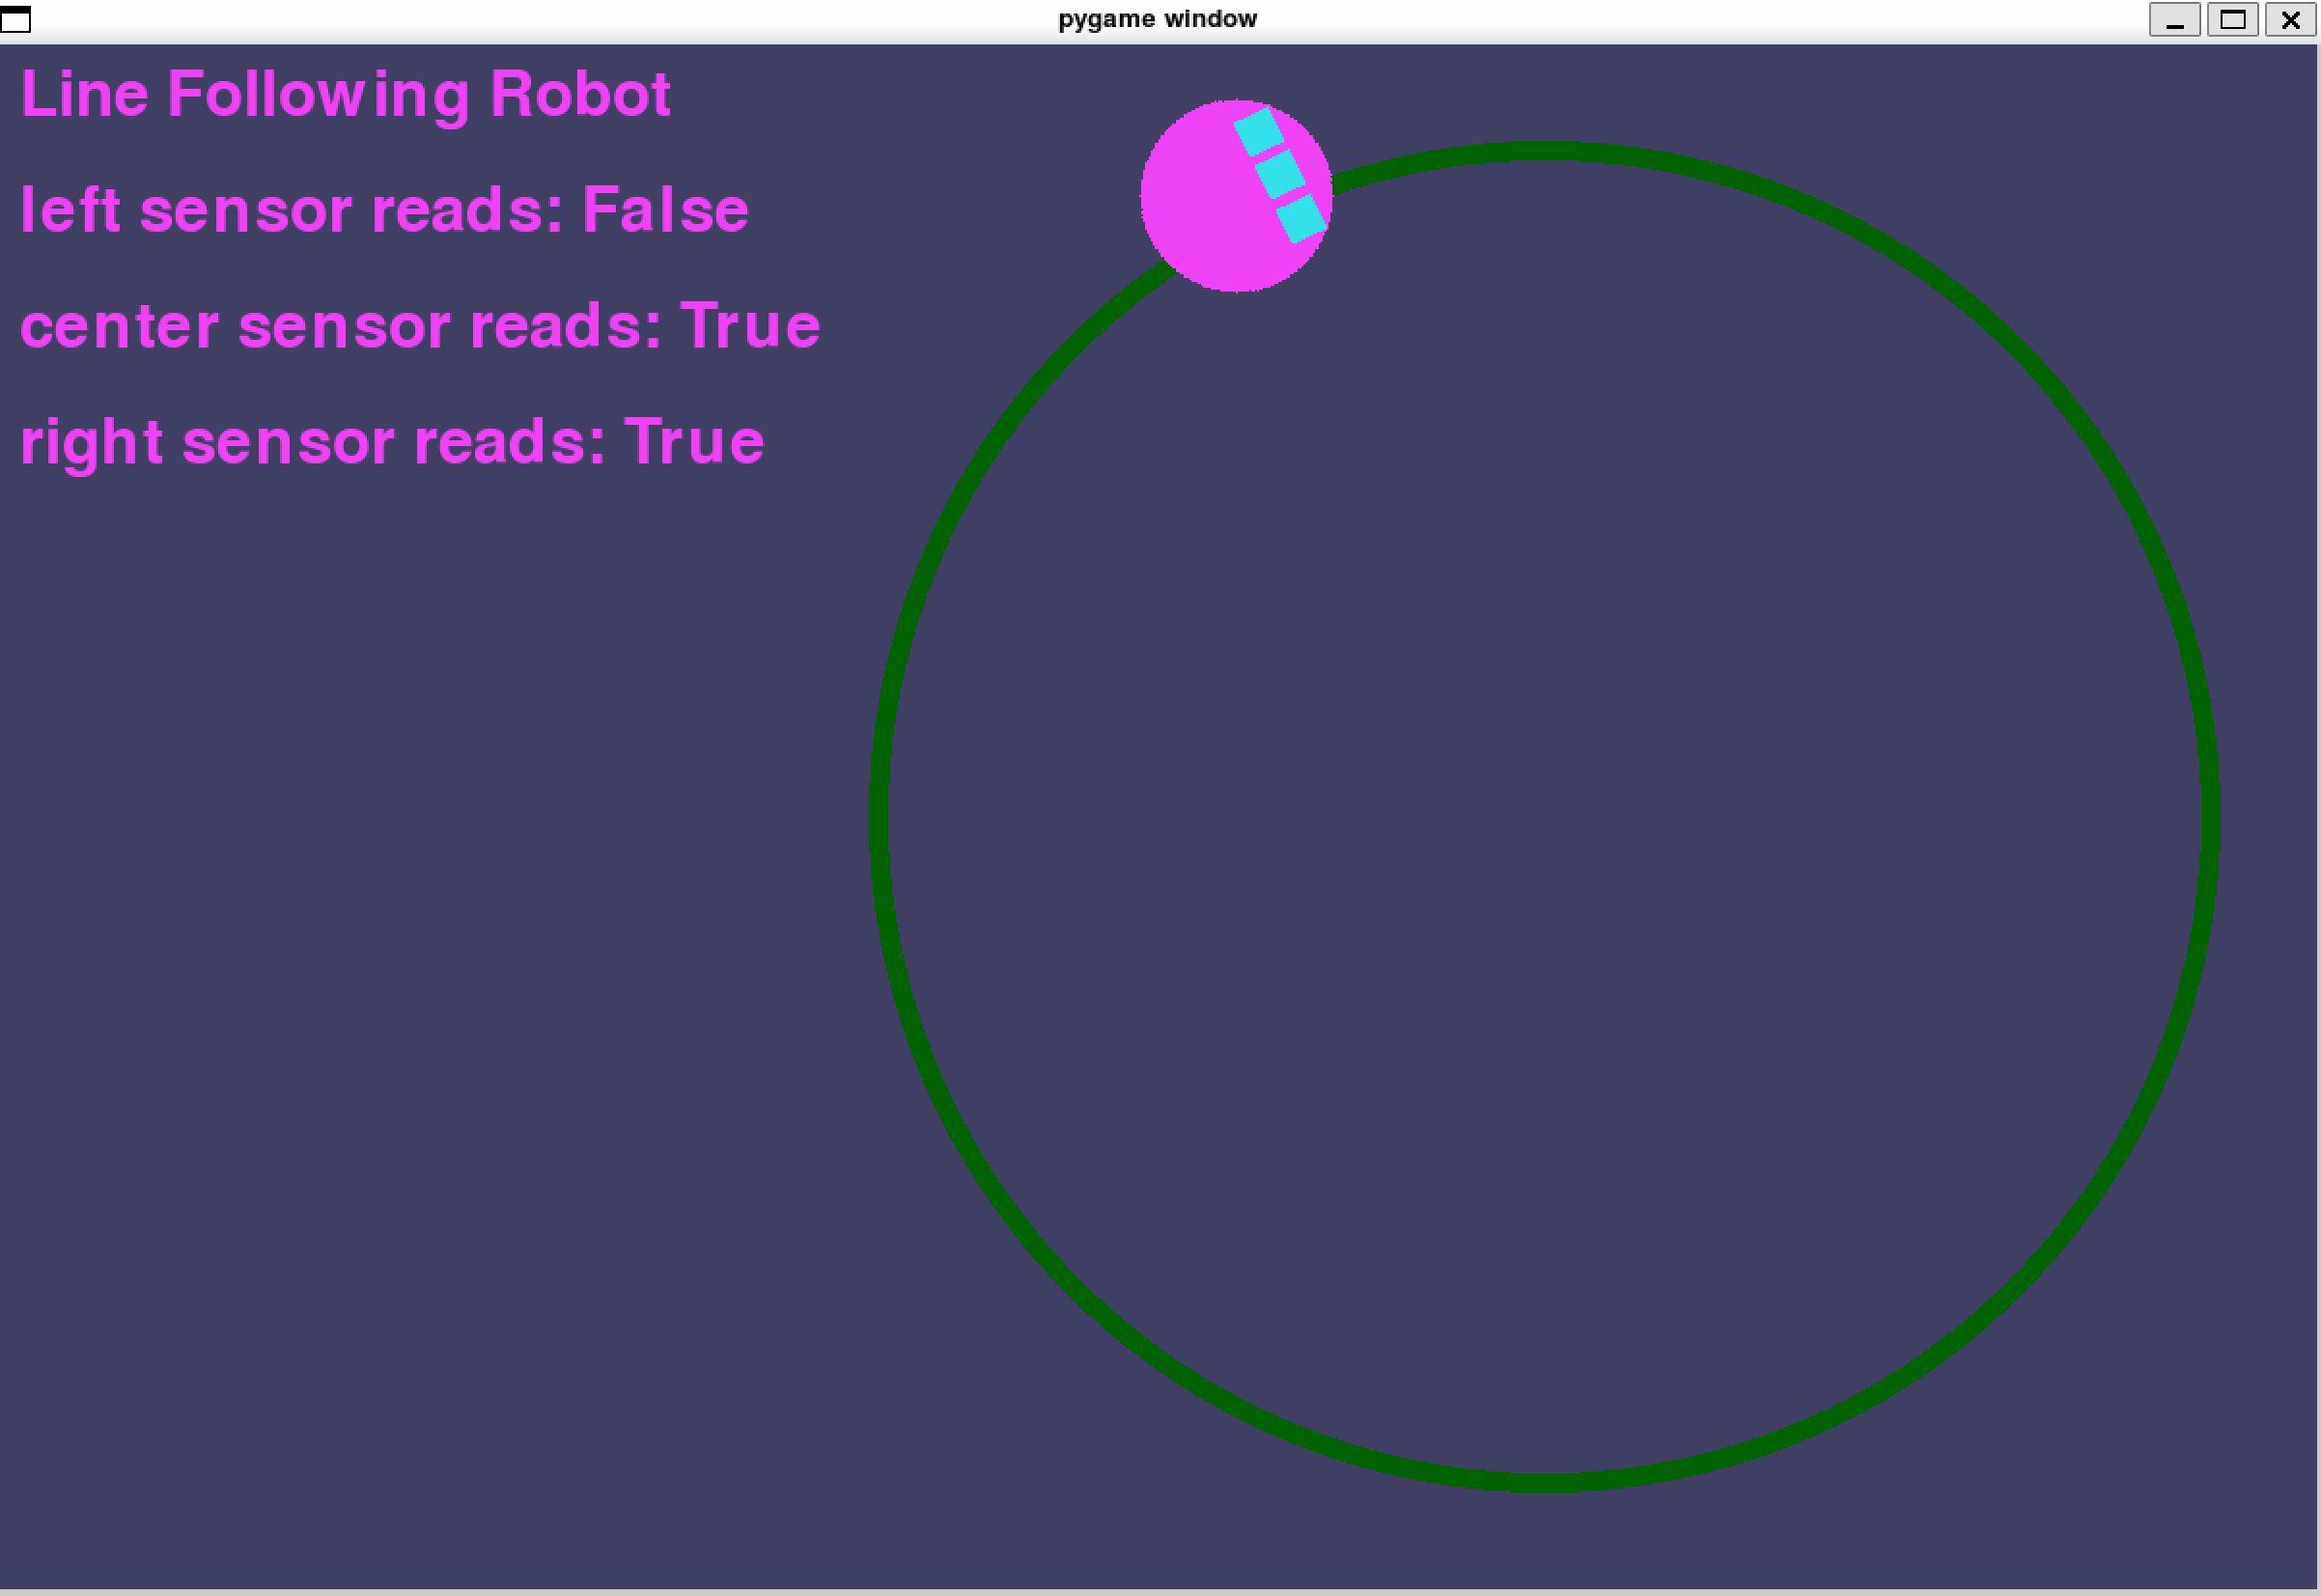 pygame window
Line Following Robot
left sensor reads: False
center sensor reads: True
right sensor reads: True